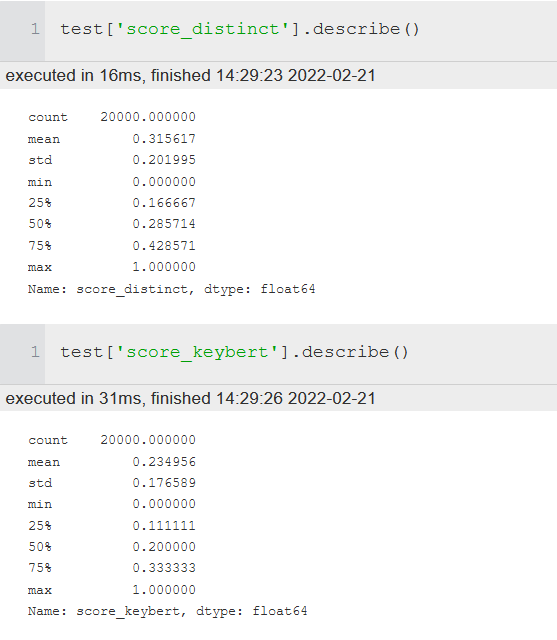 1 test['score_distinct'].describe()
executed in 16ms, finished 14:29:23 2022-02-21
count 20000.000000
mean 0.315617
std 0.201995
min 0.000000
25% 0.166667
50% 0.285714
75% 0.428571
max 1.000000
Name: score_distinct, dtype: float64
1 test['score_keybert'].describe()
executed in 31ms, finished 14:29:26 2022-02-21
count 20000.000000
mean 0.234956
std 0.176589
min 0.000000
25% 0.111111
50% 0.200000
75% 0.333333
max 1.000000
Name: score_keybert, dtype: float64